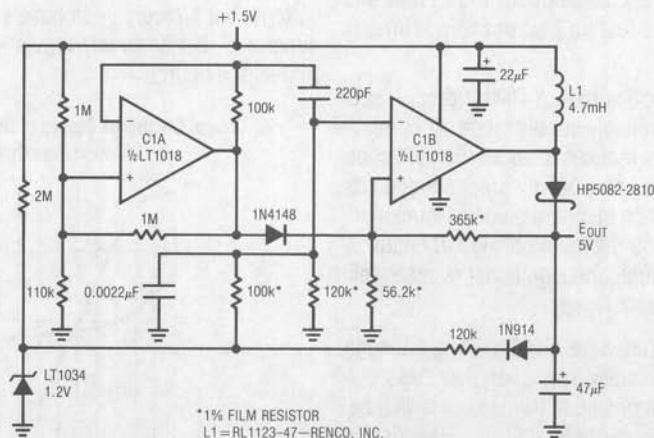 +1.5V
1M
C1A
½LT1018
−
+
100k
220pF
C1B
½LT1018
−
+
+
22µF
L1
4.7mH
HP5082-2810
2M
1M
1N4148
365k*
EOUT
5V
110k
0.0022µF
100k*
120k*
56.2k*
120k
1N914
LT1034
1.2V
+
47µF
*1% FILM RESISTOR
L1=RL1123-47—RENCO, INC.